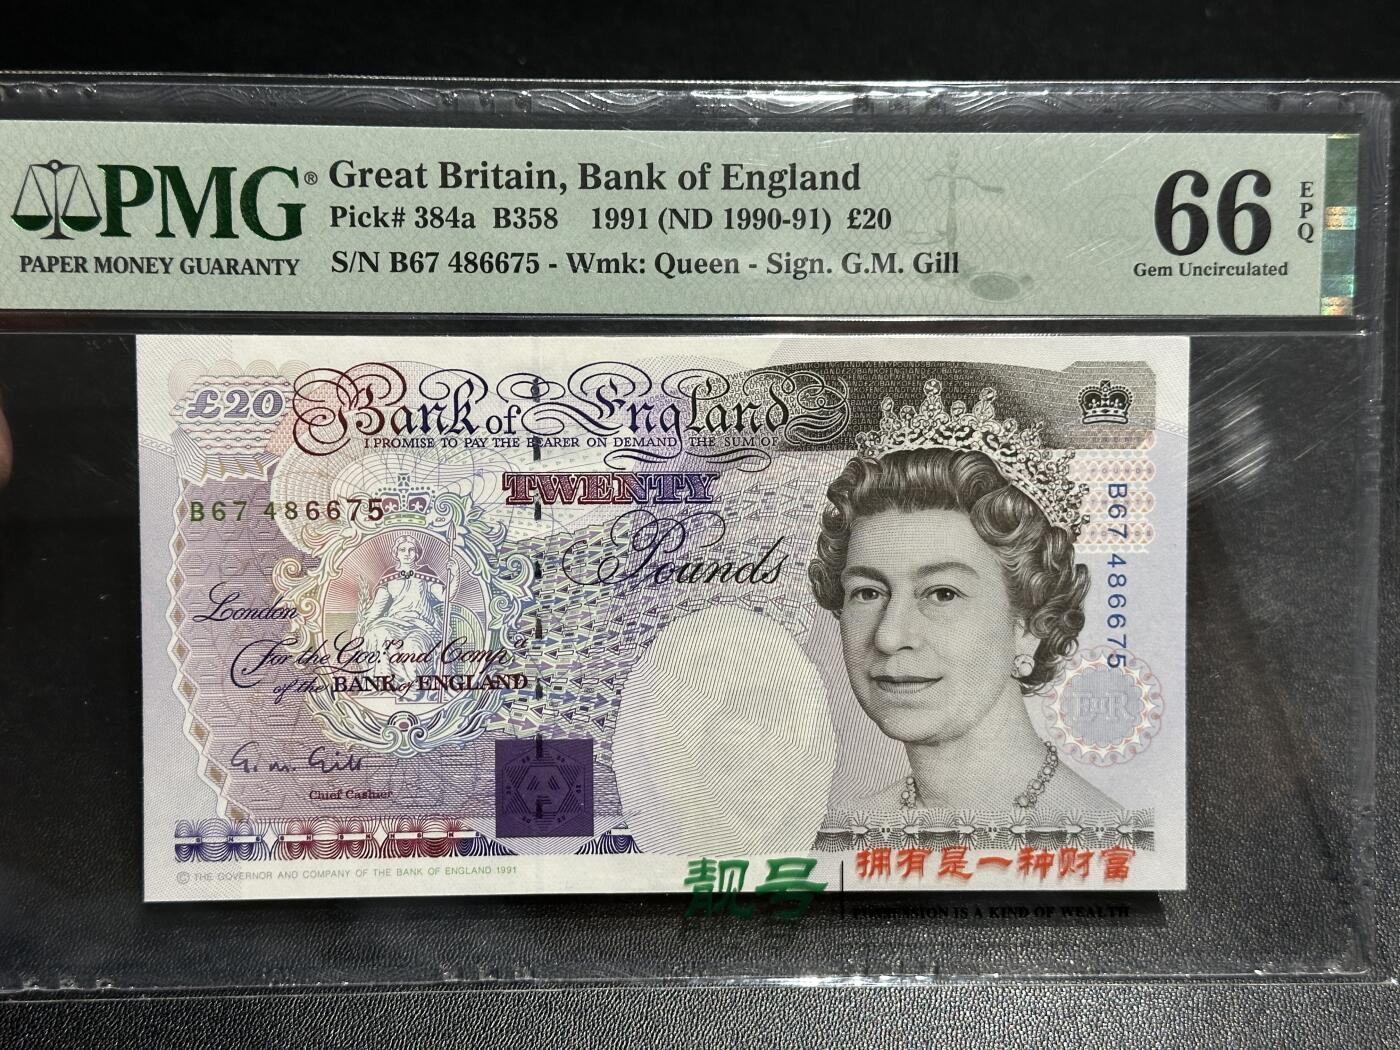 PMG®
PAPER MONEY GUARANTY
Great Britain, Bank of England
Pick# 384a B358 1991 (ND 1990-91) £20
S/N B67 486675 - Wmk: Queen - Sign. G.M. Gill
66
EPQ
Gem Uncirculated
£20
Bank of England
I PROMISE TO PAY THE BEARER ON DEMAND THE SUM OF
TWENTY
Pounds
B67 486675
B67 486675
London
For the Govr. and Compa.
of the BANK of ENGLAND
G.M. Gill
Chief Cashier
EIIR
© THE GOVERNOR AND COMPANY OF THE BANK OF ENGLAND 1991
靓号
拥有是一种财富
POSSESSION IS A KIND OF WEALTH